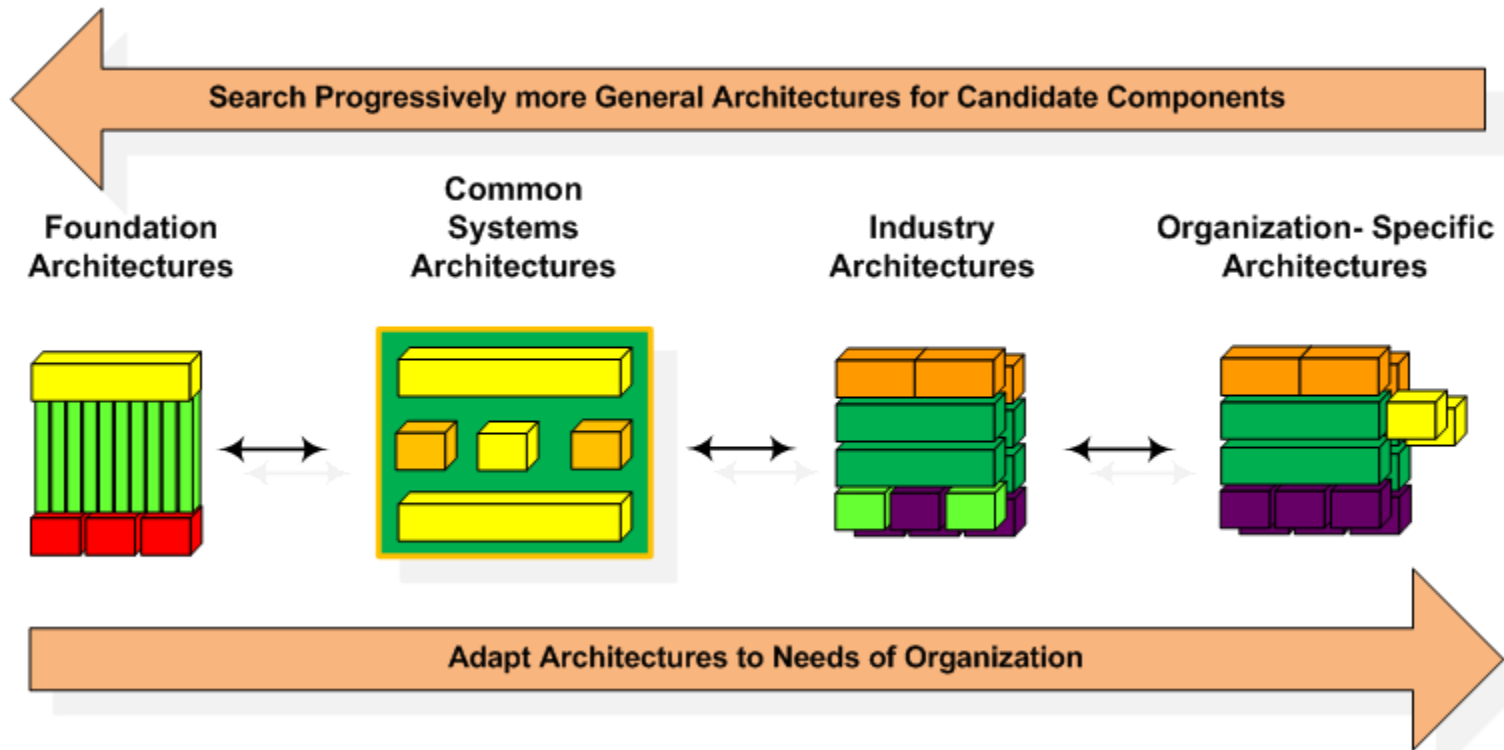 Search Progressively more General Architectures for Candidate Components
Foundation
Architectures
Common
Systems
Architectures
Industry
Architectures
Organization- Specific
Architectures
Adapt Architectures to Needs of Organization